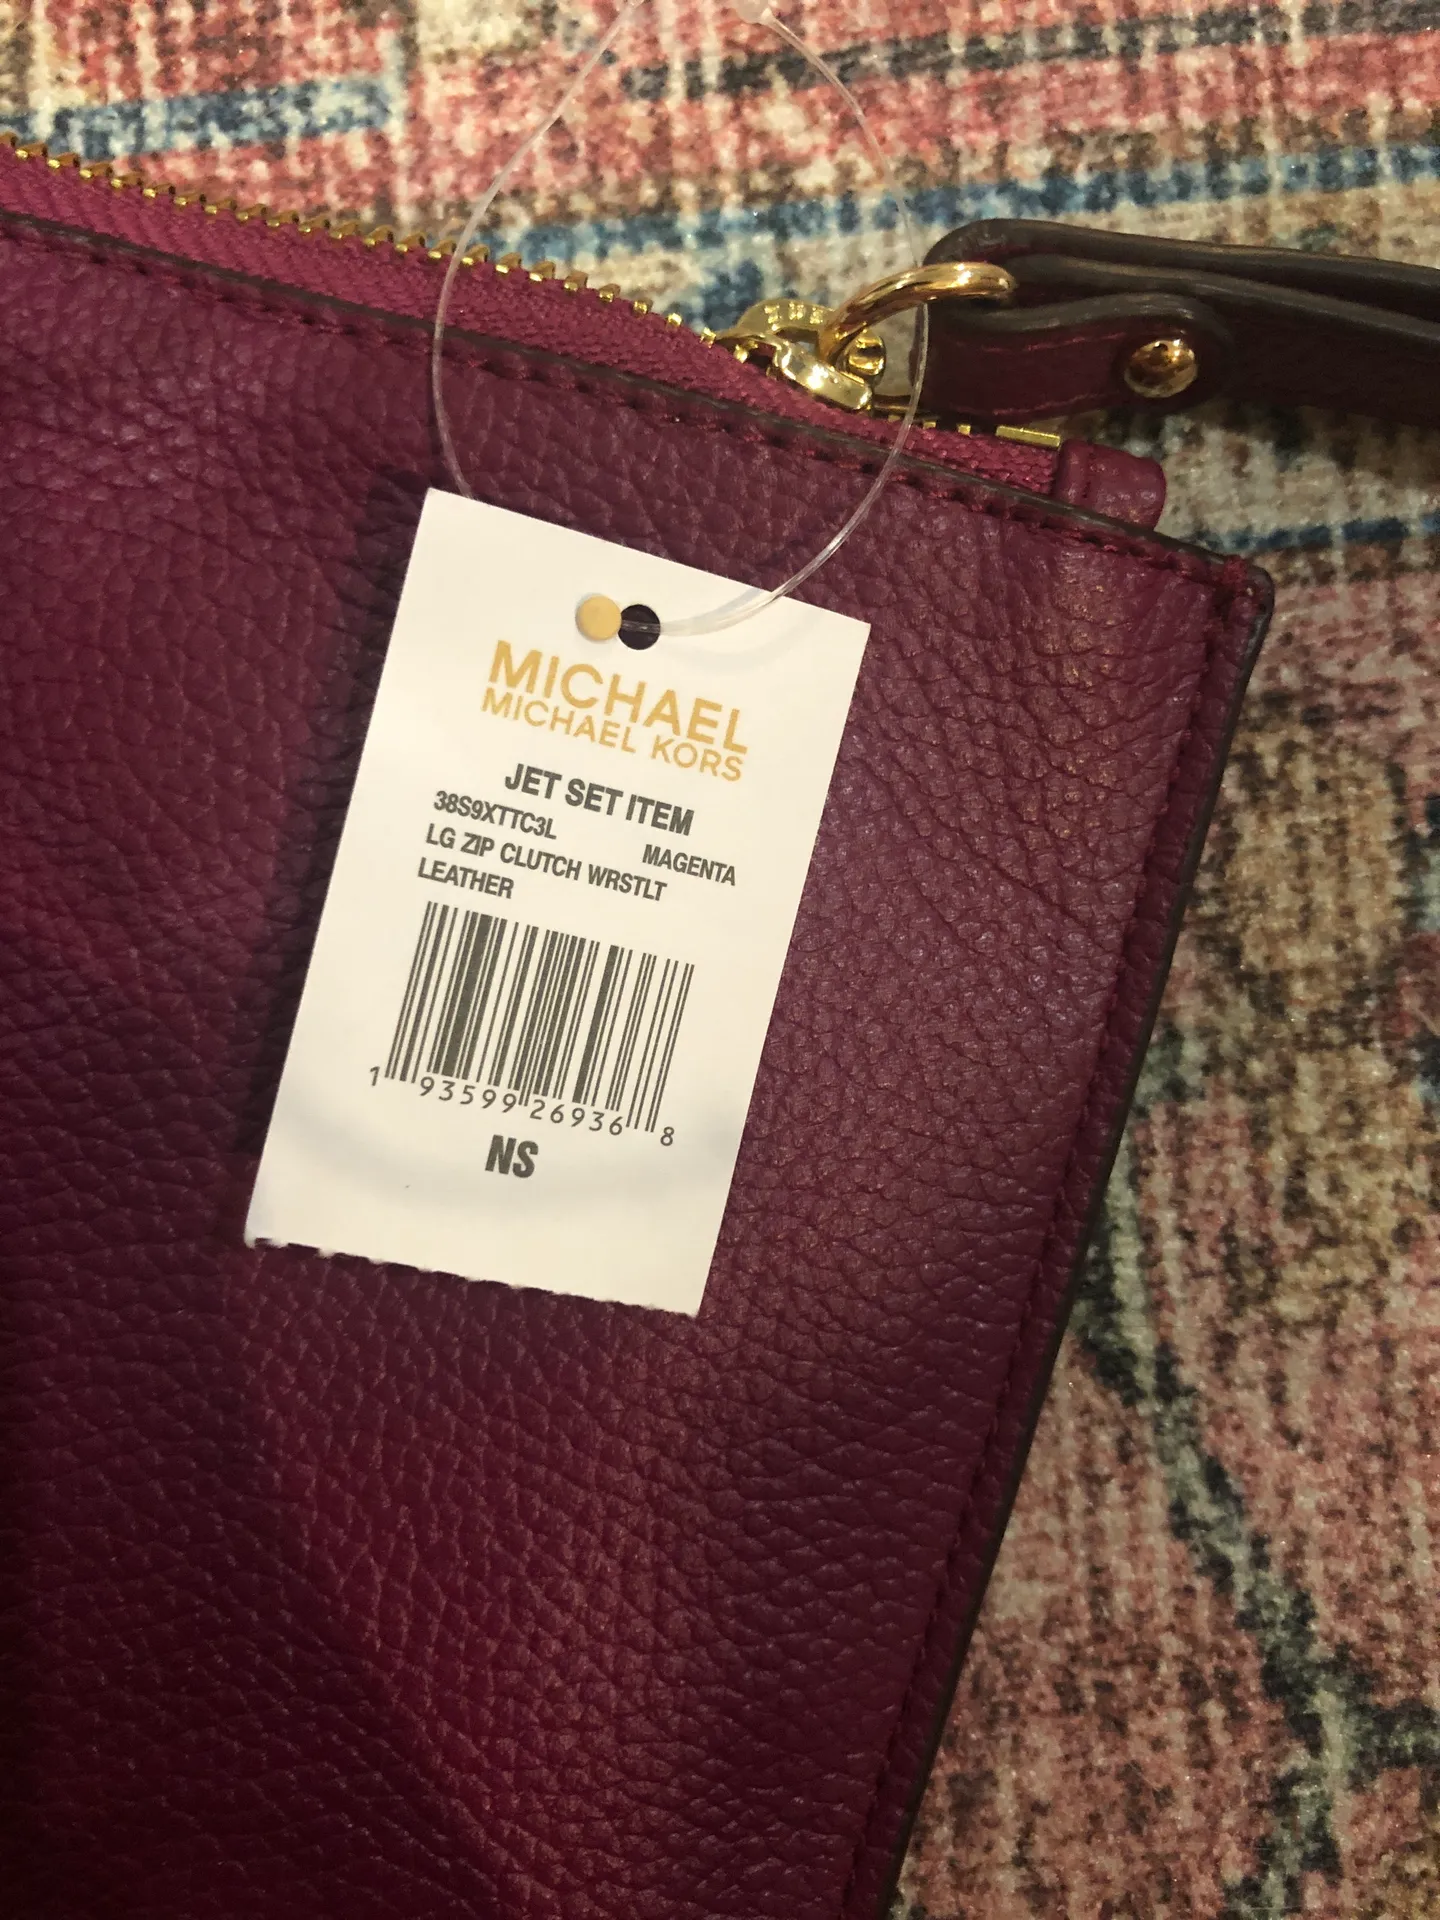 MICHAEL
MICHAEL KORS
JET SET ITEM
38S9XTTC3L
MAGENTA
LG ZIP CLUTCH WRSTLT
LEATHER
1 93599 26936 8
NS